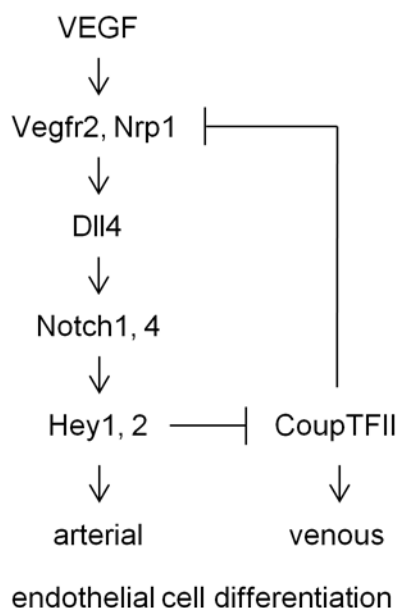 VEGF
Vegfr2, Nrp1
Dll4
Notch1, 4
Hey1, 2
CoupTFII
arterial
venous
endothelial cell differentiation